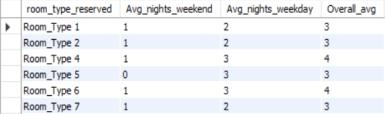 room_type_reserved Avg_nights_weekend Avg_nights_weekday Overall_avg
Room_Type 1 1 2 3
Room_Type 2 1 2 3
Room_Type 4 1 3 4
Room_Type 5 0 3 3
Room_Type 6 1 3 4
Room_Type 7 1 2 3